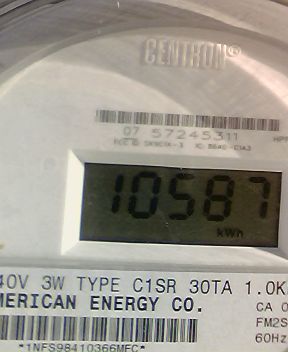 CENTRON®
07 57245311
10587
kWh
40V 3W TYPE C1SR 30TA 1.0K
MERICAN ENERGY CO.
CA 0
FM2S
60Hz
*1NFS98410366MFC*